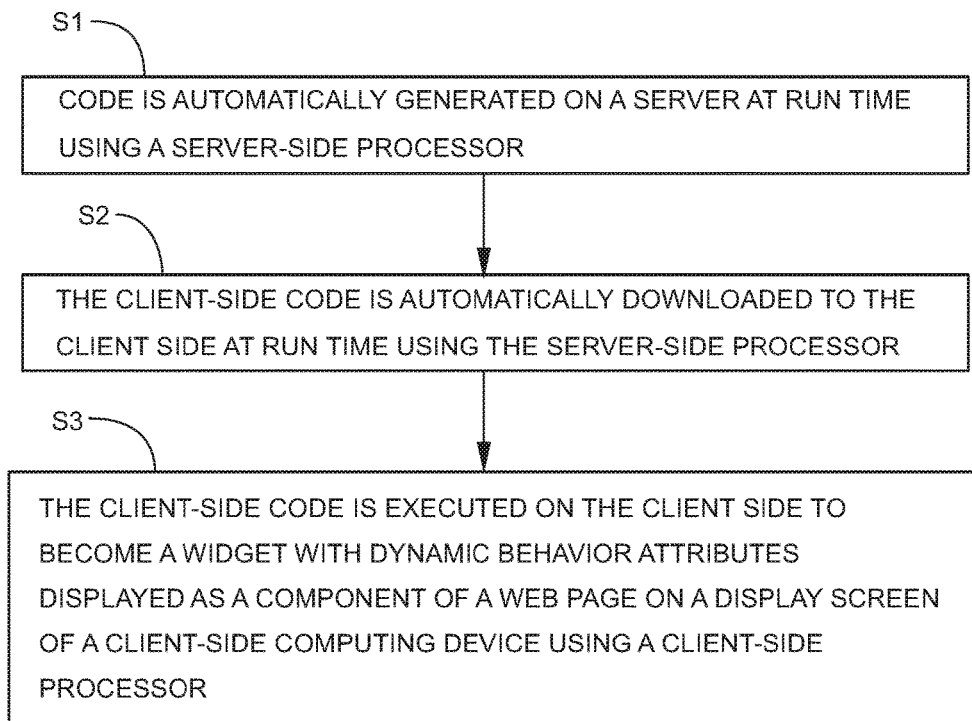 S1
CODE IS AUTOMATICALLY GENERATED ON A SERVER AT RUN TIME
USING A SERVER-SIDE PROCESSOR
S2
THE CLIENT-SIDE CODE IS AUTOMATICALLY DOWNLOADED TO THE
CLIENT SIDE AT RUN TIME USING THE SERVER-SIDE PROCESSOR
S3
THE CLIENT-SIDE CODE IS EXECUTED ON THE CLIENT SIDE TO
BECOME A WIDGET WITH DYNAMIC BEHAVIOR ATTRIBUTES
DISPLAYED AS A COMPONENT OF A WEB PAGE ON A DISPLAY SCREEN
OF A CLIENT-SIDE COMPUTING DEVICE USING A CLIENT-SIDE
PROCESSOR